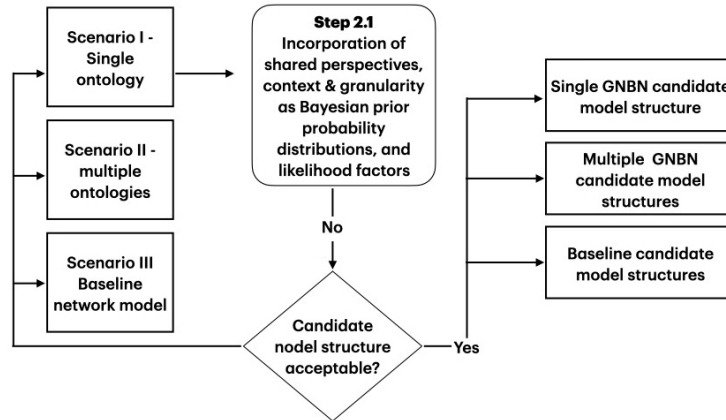 Scenario I -
Single
ontology
Scenario II -
multiple
ontologies
Scenario III
Baseline
network model
Step 2.1
Incorporation of
shared perspectives,
context & granularity
as Bayesian prior
probability
distributions, and
likelihood factors
No
Candidate
nodel structure
acceptable?
Yes
Single GNBN candidate
model structure
Multiple GNBN
candidate model
structures
Baseline candidate
model structures